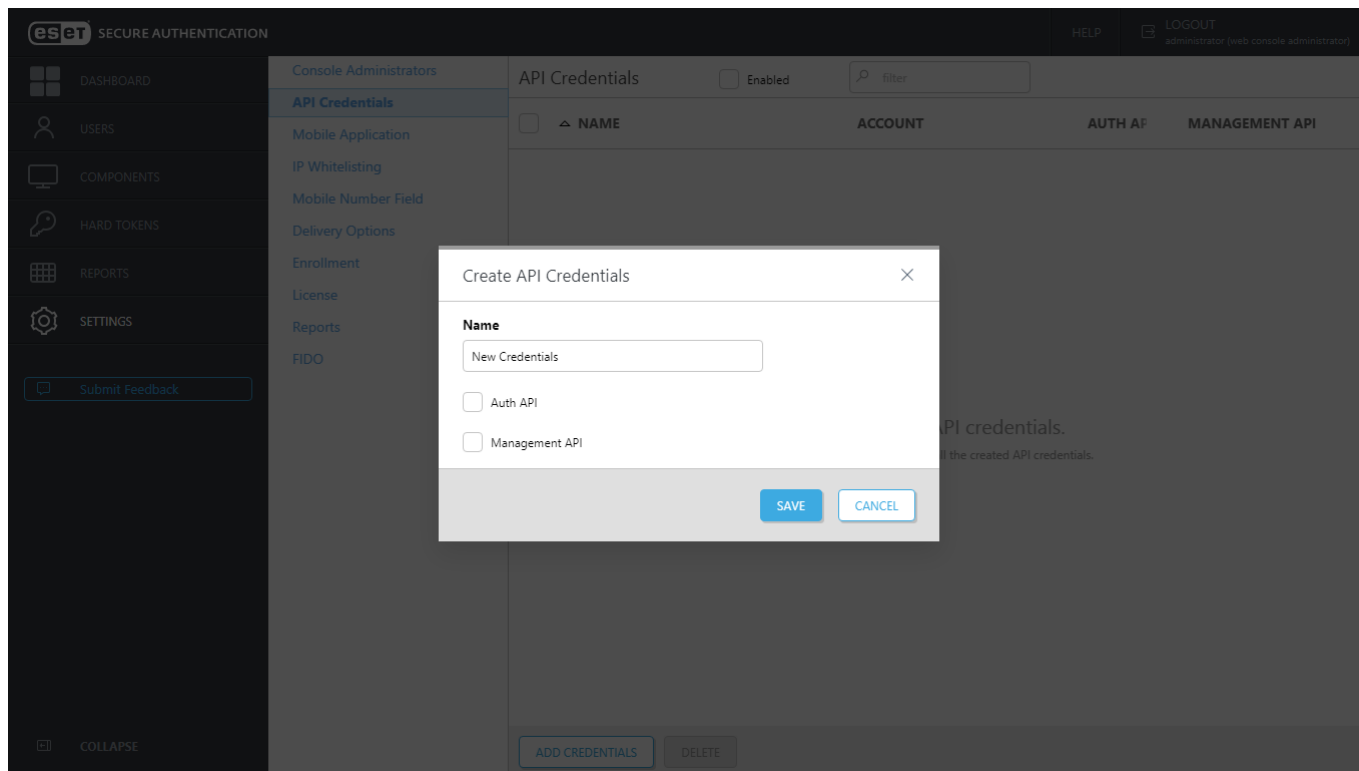 eset SECURE AUTHENTICATION
HELP
LOGOUT
administrator (web console administrator)
DASHBOARD
USERS
COMPONENTS
HARD TOKENS
REPORTS
SETTINGS
Submit Feedback
COLLAPSE
Console Administrators
API Credentials
Mobile Application
IP Whitelisting
Mobile Number Field
Delivery Options
Enrollment
License
Reports
FIDO
API Credentials
Enabled
filter
NAME ACCOUNT AUTH AP MANAGEMENT API
API credentials.
the created API credentials.
Create API Credentials
Name
New Credentials
Auth API
Management API
SAVE CANCEL
ADD CREDENTIALS DELETE